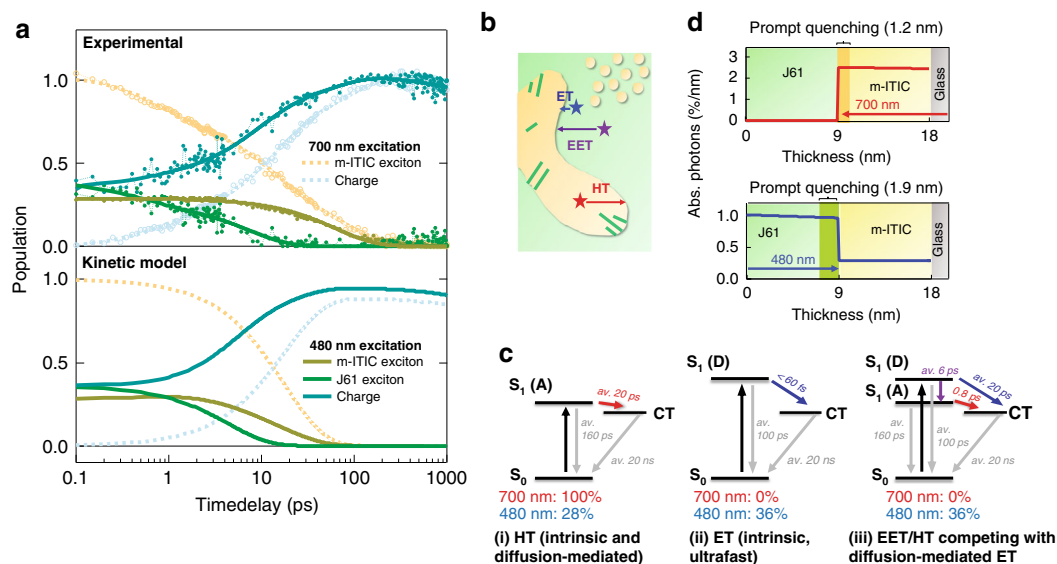 a
Experimental
1.0
0.5
0.0
700 nm excitation
m-ITIC exciton
Charge
Population
Kinetic model
1.0
0.5
0.0
480 nm excitation
m-ITIC exciton
J61 exciton
Charge
0.1 1 10 100 1000
Timedelay (ps)
b
ET
EET
HT
d
Prompt quenching (1.2 nm)
Abs. photons (%/nm)
3
2
1
0
J61
m-ITIC
Glass
700 nm
0 9 18
Thickness (nm)
Prompt quenching (1.9 nm)
1.0
0.5
0.0
J61
m-ITIC
Glass
480 nm
0 9 18
Thickness (nm)
c
S1 (A)
av. 20 ps
CT
av. 160 ps
av. 20 ns
S0
700 nm: 100%
480 nm: 28%
(i) HT (intrinsic and
diffusion-mediated)
S1 (D)
<60 fs
CT
av. 100 ps
av. 20 ns
S0
700 nm: 0%
480 nm: 36%
(ii) ET (intrinsic,
ultrafast)
S1 (D)
av. 6 ps
av. 20 ps
S1 (A)
0.8 ps
CT
av. 160 ps
av. 100 ps
av. 20 ns
S0
700 nm: 0%
480 nm: 36%
(iii) EET/HT competing with
diffusion-mediated ET